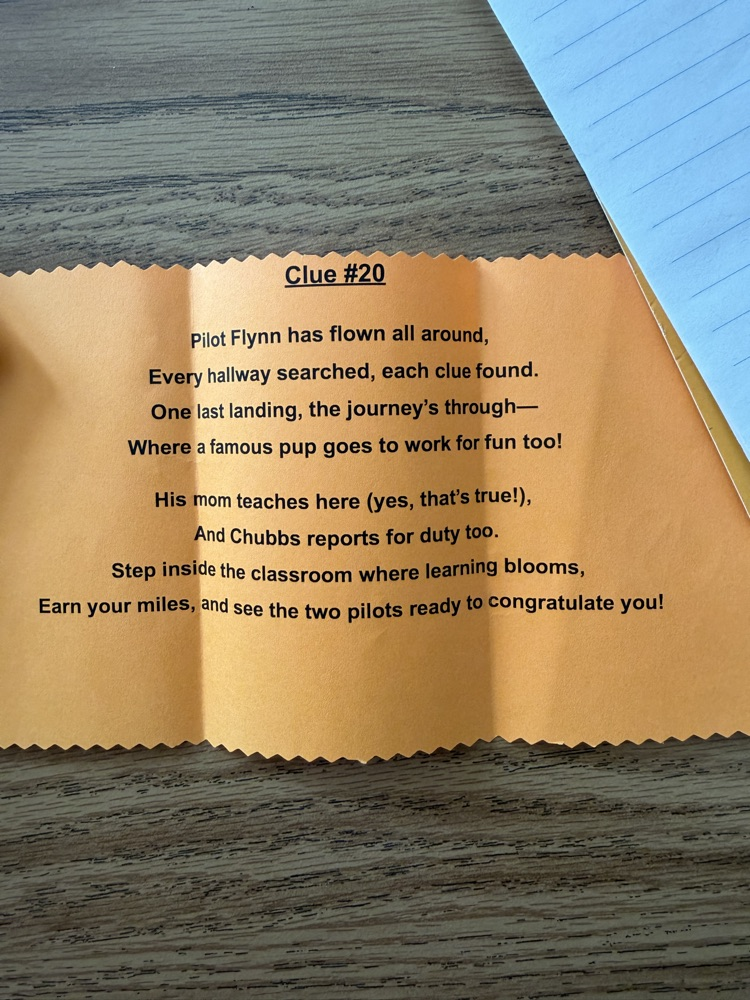 Clue #20
Pilot Flynn has flown all around,
Every hallway searched, each clue found.
One last landing, the journey's through—
Where a famous pup goes to work for fun too!
His mom teaches here (yes, that's true!),
And Chubbs reports for duty too.
Step inside the classroom where learning blooms,
Earn your miles, and see the two pilots ready to congratulate you!